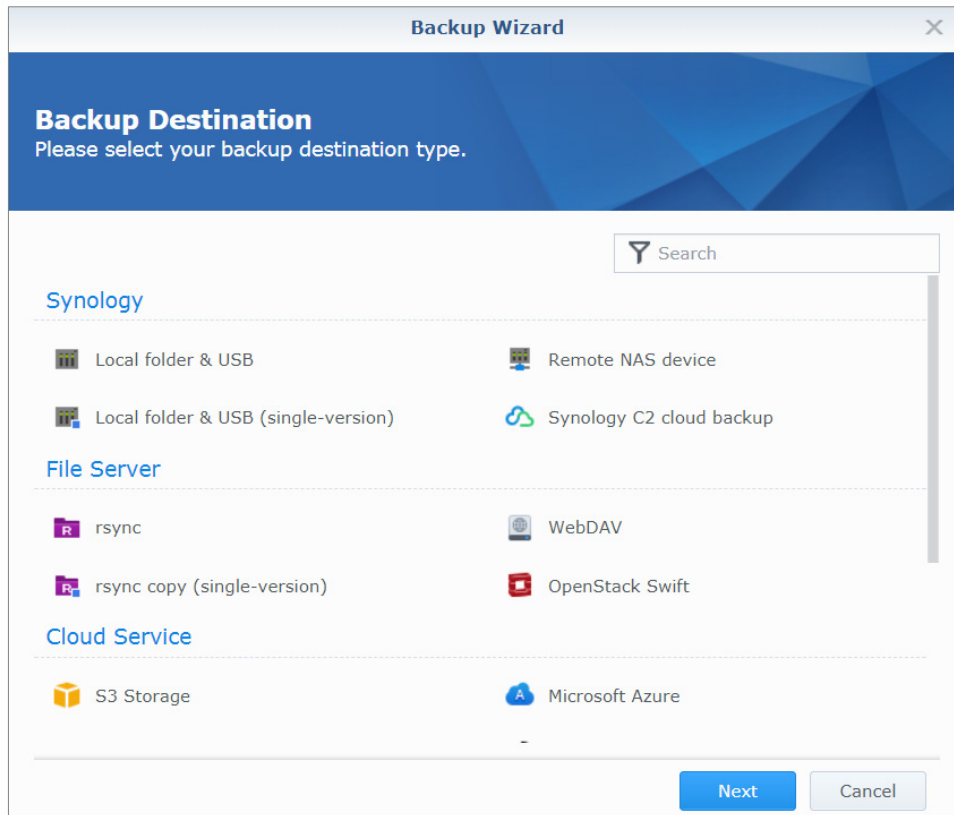 Backup Wizard
Backup Destination
Please select your backup destination type.
Search
Synology
Local folder & USB
Remote NAS device
Local folder & USB (single-version)
Synology C2 cloud backup
File Server
R rsync
WebDAV
R rsync copy (single-version)
OpenStack Swift
Cloud Service
S3 Storage
A Microsoft Azure
Next
Cancel